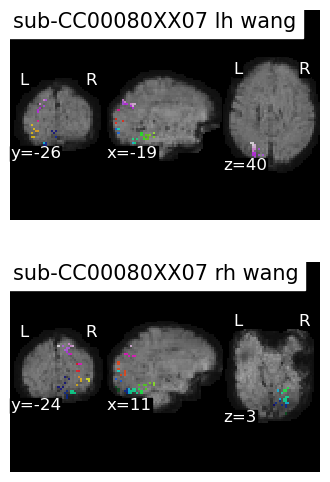 sub-CC00080XX07 lh wang
L R L R
y=-26 x=-19 z=40
sub-CC00080XX07 rh wang
L R L R
y=-24 x=11 z=3